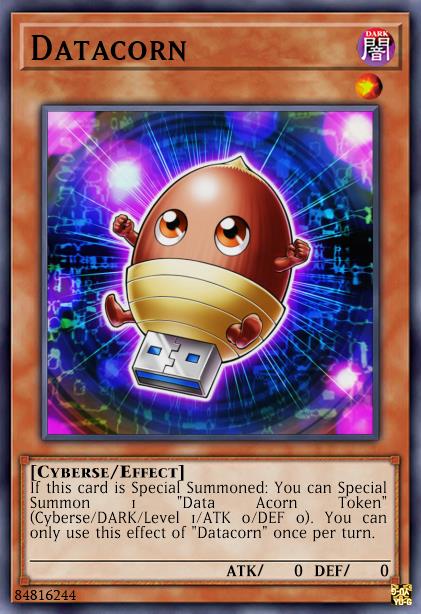 Datacorn
DARK
闇
[Cyberse/Effect]
If this card is Special Summoned: You can Special
Summon 1 "Data Acorn Token"
(Cyberse/DARK/Level 1/ATK 0/DEF 0). You can
only use this effect of "Datacorn" once per turn.
ATK/ 0 DEF/ 0
84816244